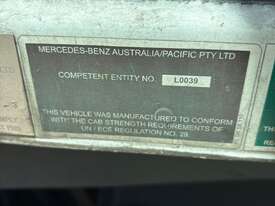 MERCEDES-BENZ AUSTRALIA/PACIFIC PTY LTD
COMPETENT ENTITY NO. L0039
THIS VEHICLE WAS MANUFACTURED TO CONFORM
WITH THE CAB STRENGTH REQUIREMENTS OF
UN / ECE REGULATION NO. 29.